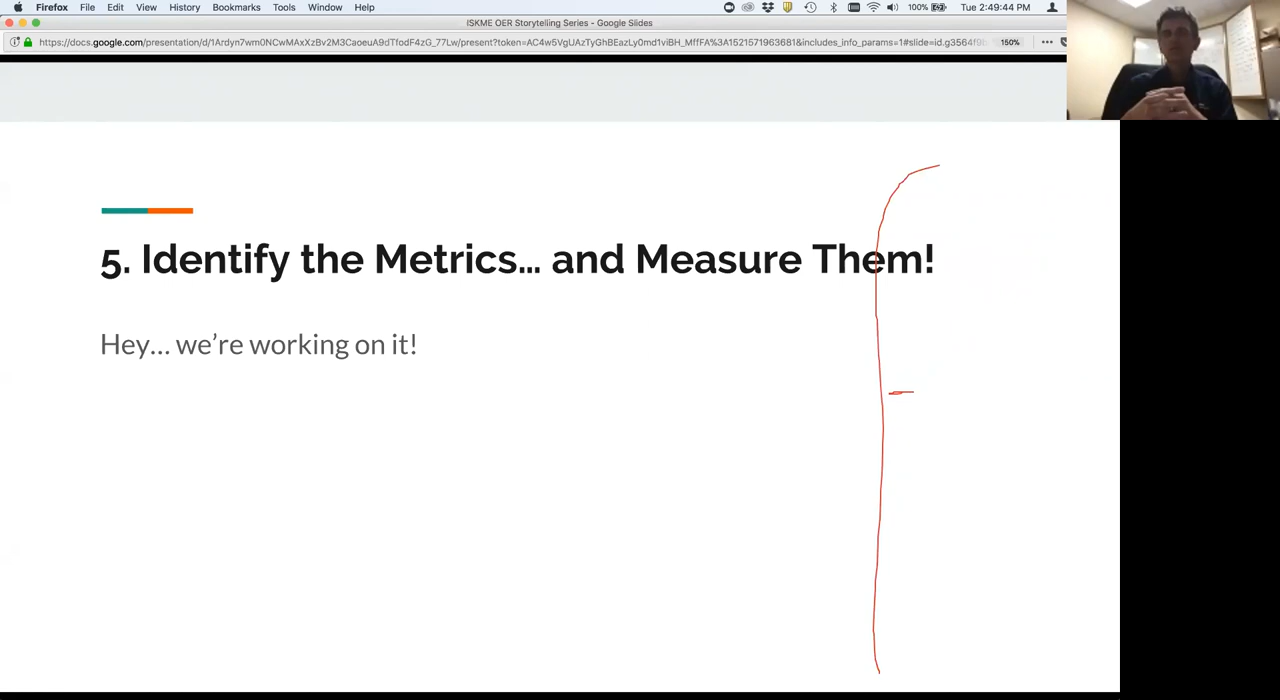 Firefox File Edit View History Bookmarks Tools Window Help 100% Tue 2:49:44 PM
ISKME OER Storytelling Series - Google Slides
150%
5. Identify the Metrics... and Measure Them!
Hey... we're working on it!